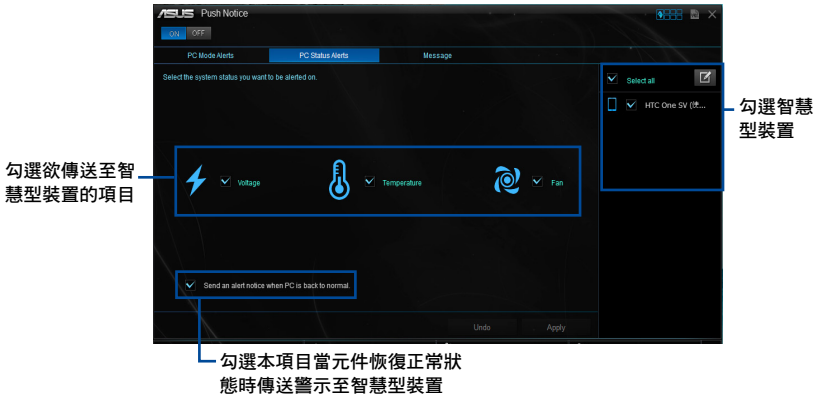 ASUS Push Notice
ON OFF
PC Mode Alerts PC Status Alerts Message
Select the system status you want to be alerted on.
Select all
HTC One SV (使...
勾選智慧
型裝置
勾選欲傳送至智
慧型裝置的項目
Voltage Temperature Fan
Send an alert notice when PC is back to normal.
Undo Apply
勾選本項目當元件恢復正常狀
態時傳送警示至智慧型裝置